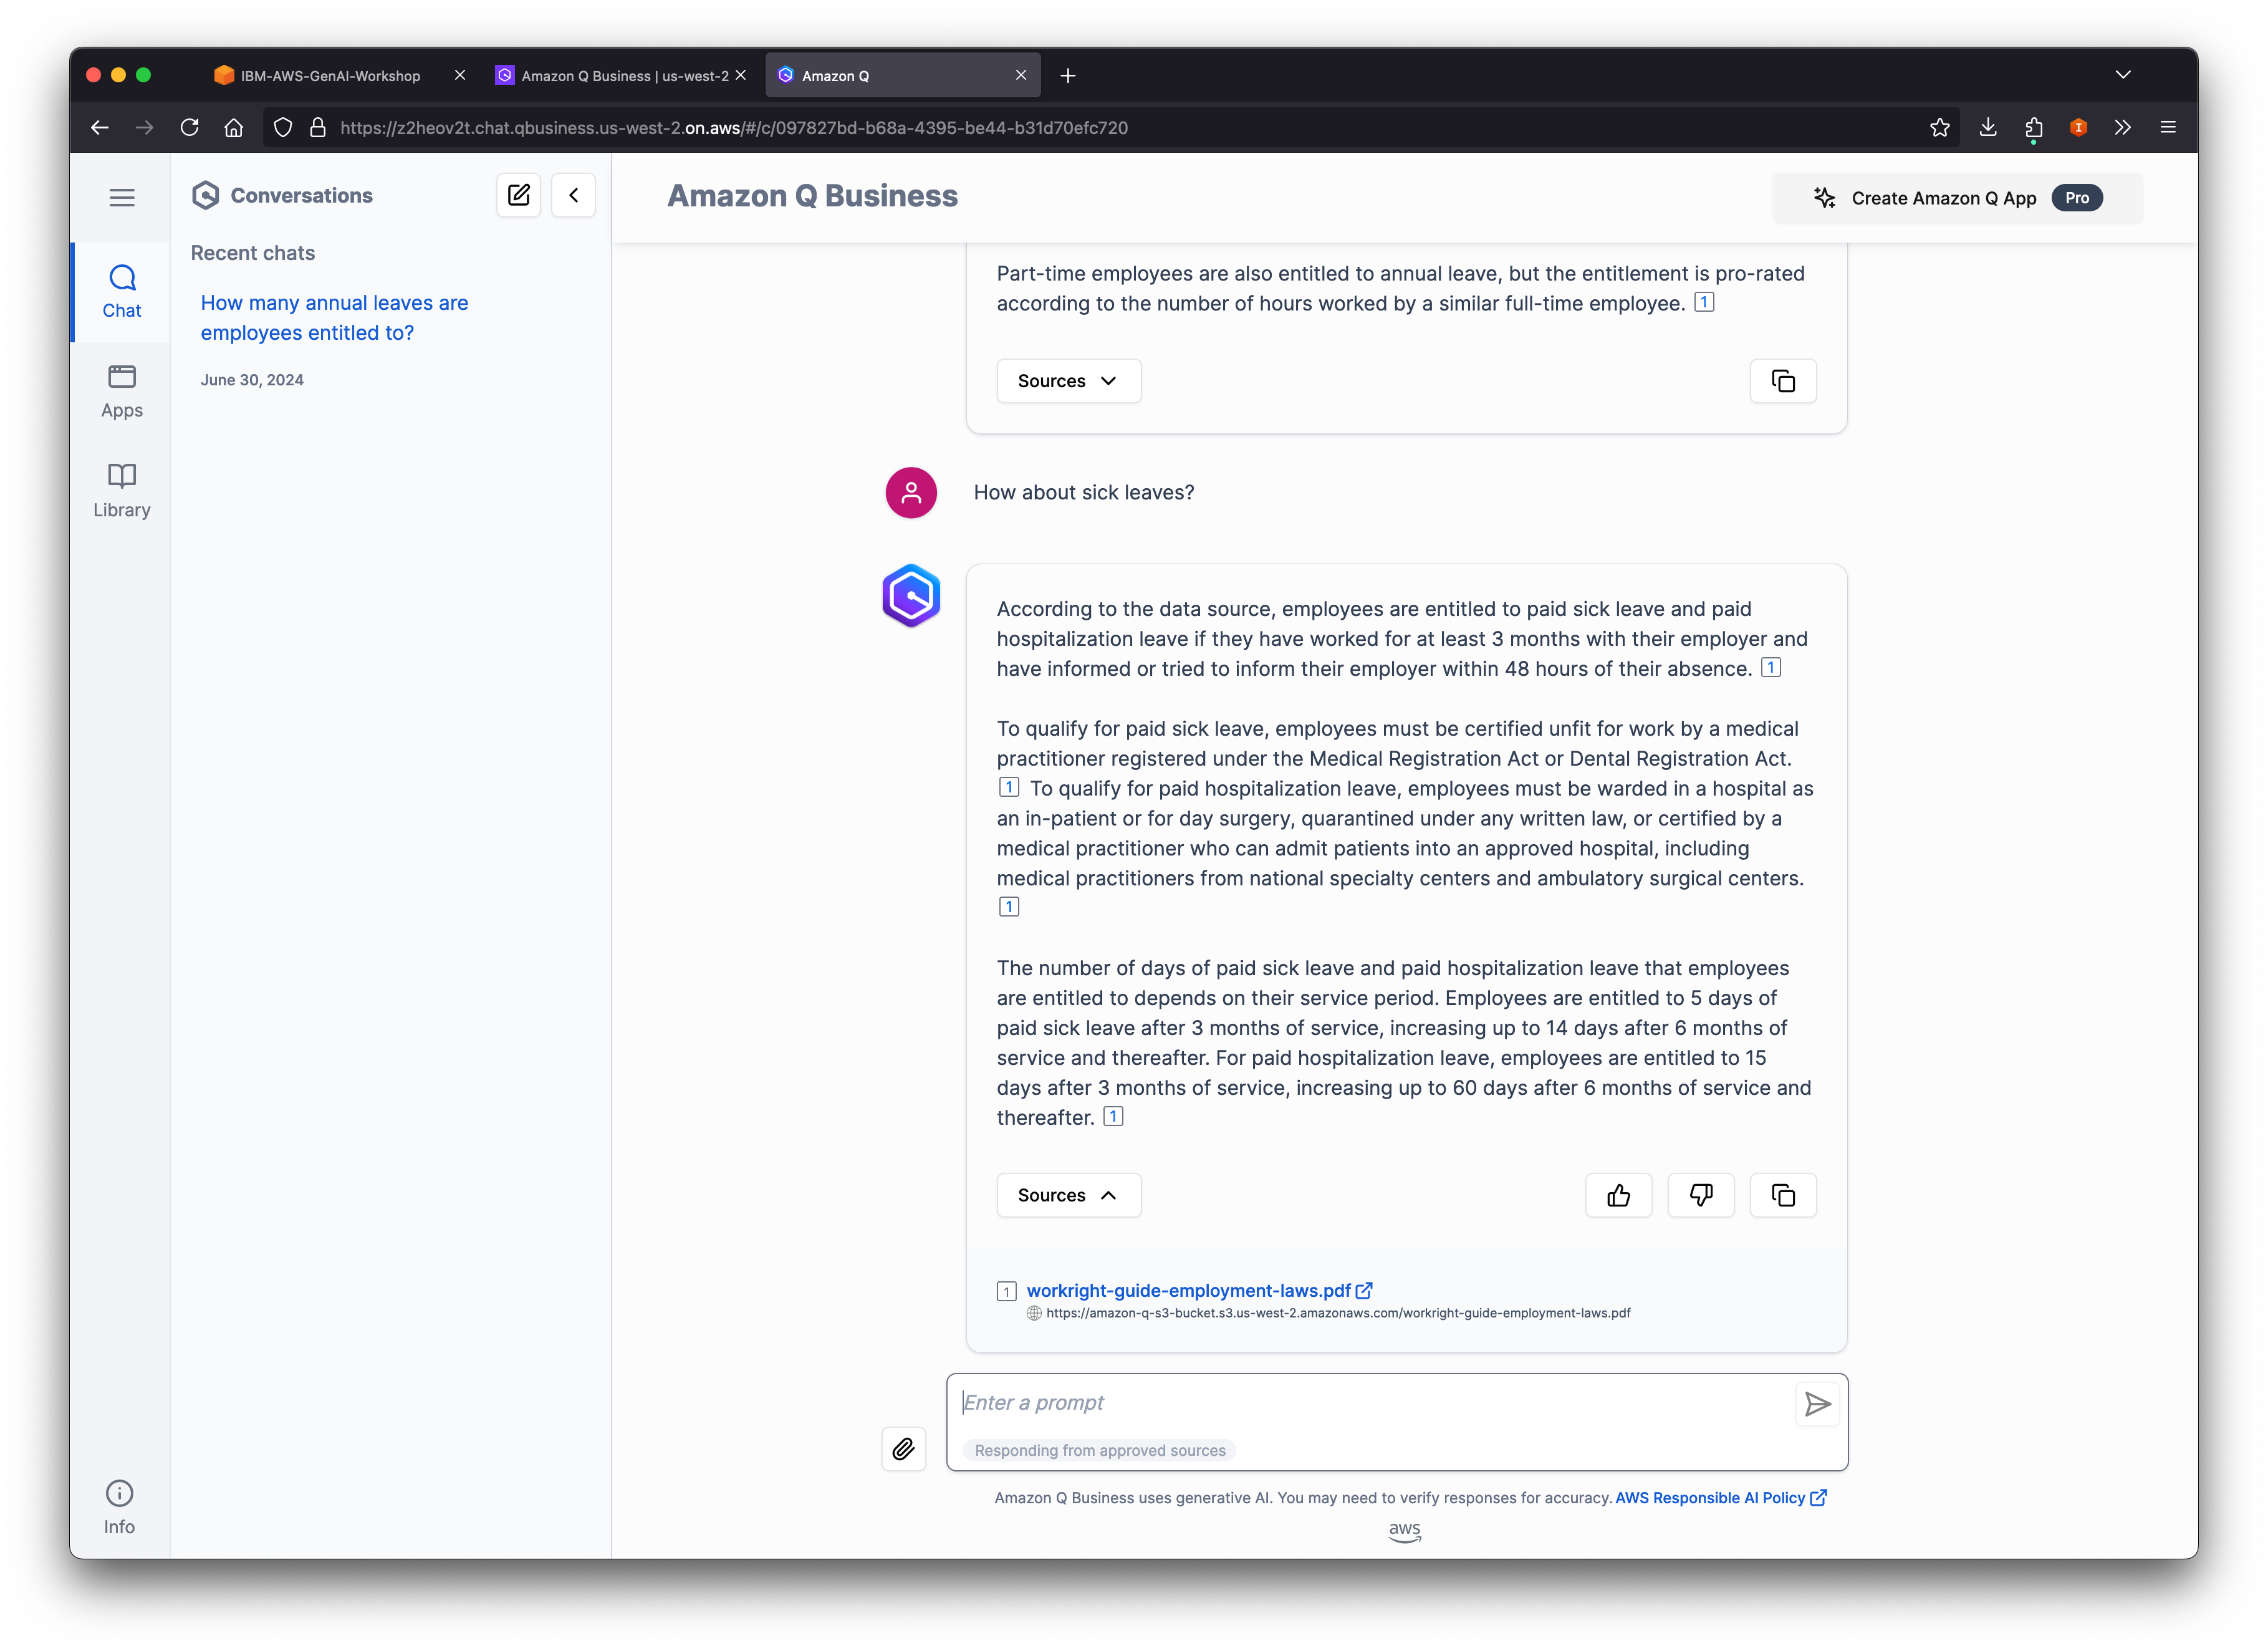 IBM-AWS-GenAI-Workshop
Amazon Q Business | us-west-2
Amazon Q
https://z2heov2t.chat.qbusiness.us-west-2.on.aws/#/c/097827bd-b68a-4395-be44-b31d70efc720
Conversations
Recent chats
How many annual leaves are
employees entitled to?
June 30, 2024
Chat
Apps
Library
Info
Amazon Q Business
Create Amazon Q App Pro
Part-time employees are also entitled to annual leave, but the entitlement is pro-rated
according to the number of hours worked by a similar full-time employee. 1
Sources
How about sick leaves?
According to the data source, employees are entitled to paid sick leave and paid
hospitalization leave if they have worked for at least 3 months with their employer and
have informed or tried to inform their employer within 48 hours of their absence. 1
To qualify for paid sick leave, employees must be certified unfit for work by a medical
practitioner registered under the Medical Registration Act or Dental Registration Act.
1 To qualify for paid hospitalization leave, employees must be warded in a hospital as
an in-patient or for day surgery, quarantined under any written law, or certified by a
medical practitioner who can admit patients into an approved hospital, including
medical practitioners from national specialty centers and ambulatory surgical centers.
1
The number of days of paid sick leave and paid hospitalization leave that employees
are entitled to depends on their service period. Employees are entitled to 5 days of
paid sick leave after 3 months of service, increasing up to 14 days after 6 months of
service and thereafter. For paid hospitalization leave, employees are entitled to 15
days after 3 months of service, increasing up to 60 days after 6 months of service and
thereafter. 1
Sources
1 workright-guide-employment-laws.pdf
https://amazon-q-s3-bucket.s3.us-west-2.amazonaws.com/workright-guide-employment-laws.pdf
Enter a prompt
Responding from approved sources
Amazon Q Business uses generative AI. You may need to verify responses for accuracy. AWS Responsible AI Policy
aws